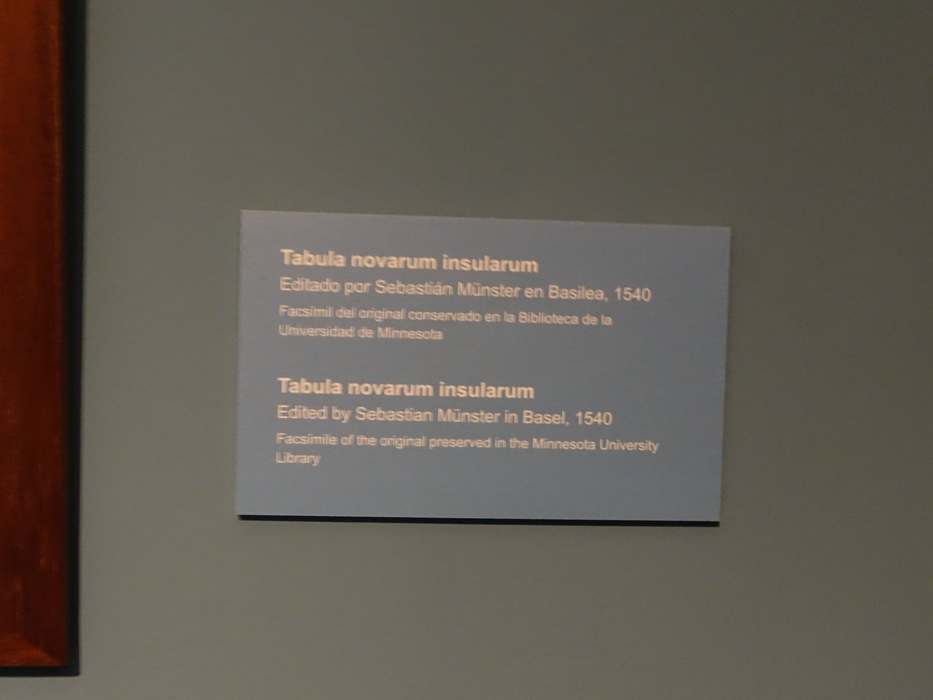 Tabula novarum insularum
Editado por Sebastián Münster en Basilea, 1540
Facsímil del original conservado en la Biblioteca de la
Universidad de Minnesota
Tabula novarum insularum
Edited by Sebastian Münster in Basel, 1540
Facsimile of the original preserved in the Minnesota University
Library